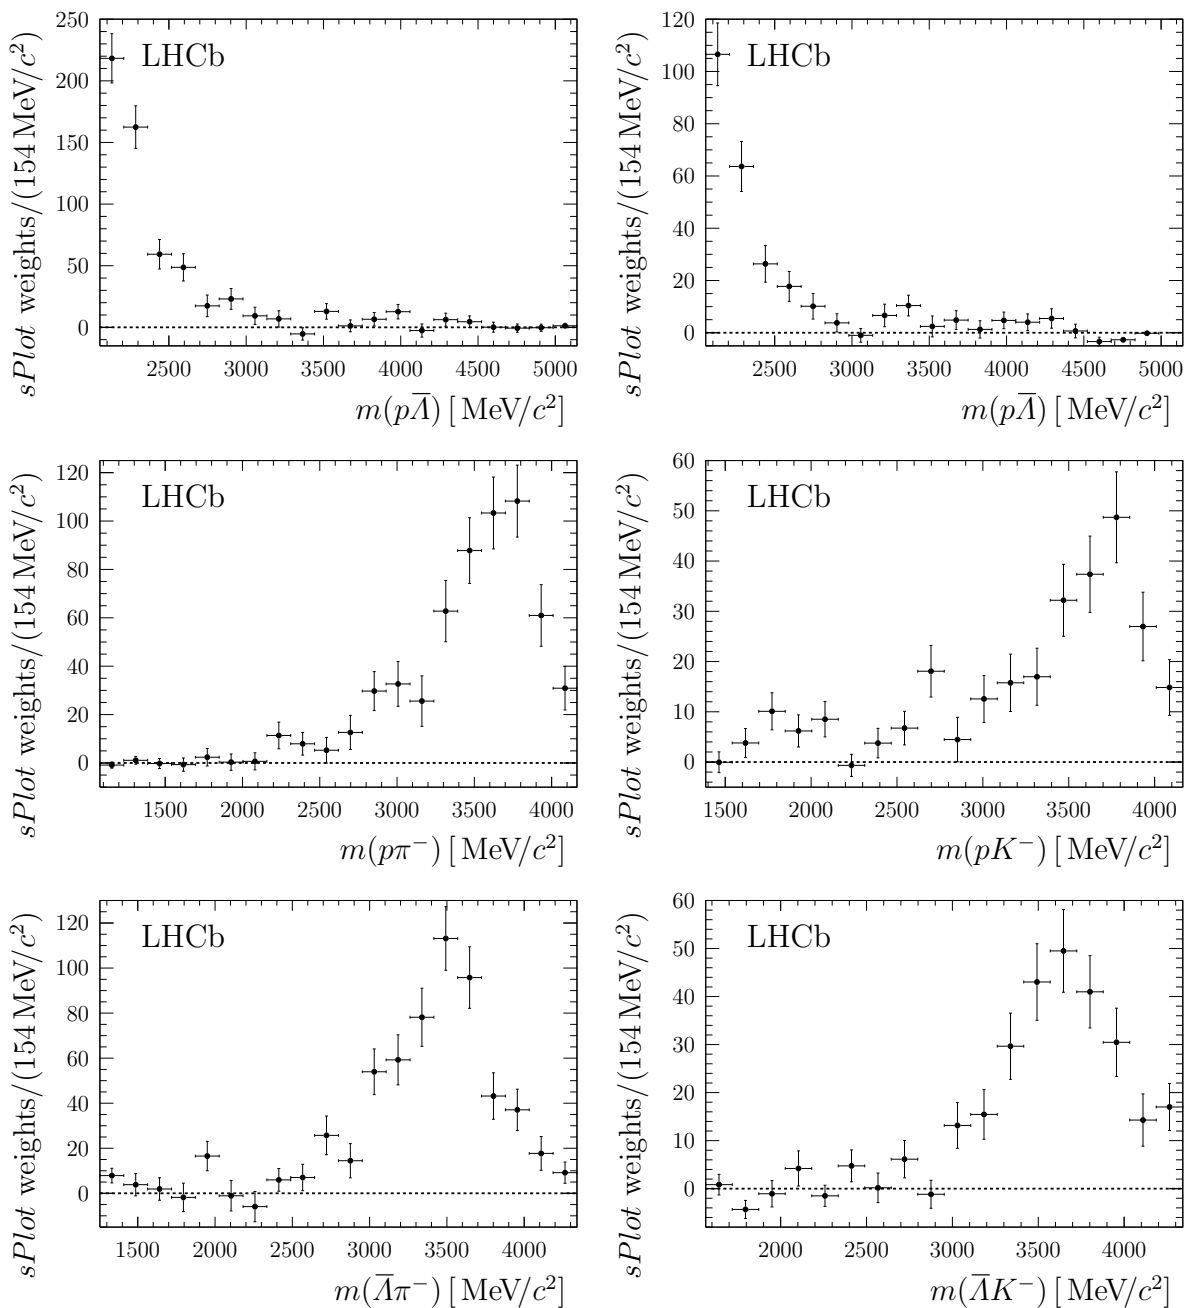 250
200
150
100
50
0
sPlot weights/(154 MeV/c²)
LHCb
2500 3000 3500 4000 4500 5000
m(pΛ̅) [ MeV/c²]
120
100
80
60
40
20
0
sPlot weights/(154 MeV/c²)
LHCb
2500 3000 3500 4000 4500 5000
m(pΛ̅) [ MeV/c²]
120
100
80
60
40
20
0
sPlot weights/(154 MeV/c²)
LHCb
1500 2000 2500 3000 3500 4000
m(pπ⁻) [ MeV/c²]
60
50
40
30
20
10
0
sPlot weights/(154 MeV/c²)
LHCb
1500 2000 2500 3000 3500 4000
m(pK⁻) [ MeV/c²]
120
100
80
60
40
20
0
sPlot weights/(154 MeV/c²)
LHCb
1500 2000 2500 3000 3500 4000
m(Λ̅π⁻) [ MeV/c²]
60
50
40
30
20
10
0
sPlot weights/(154 MeV/c²)
LHCb
2000 2500 3000 3500 4000
m(Λ̅K⁻) [ MeV/c²]